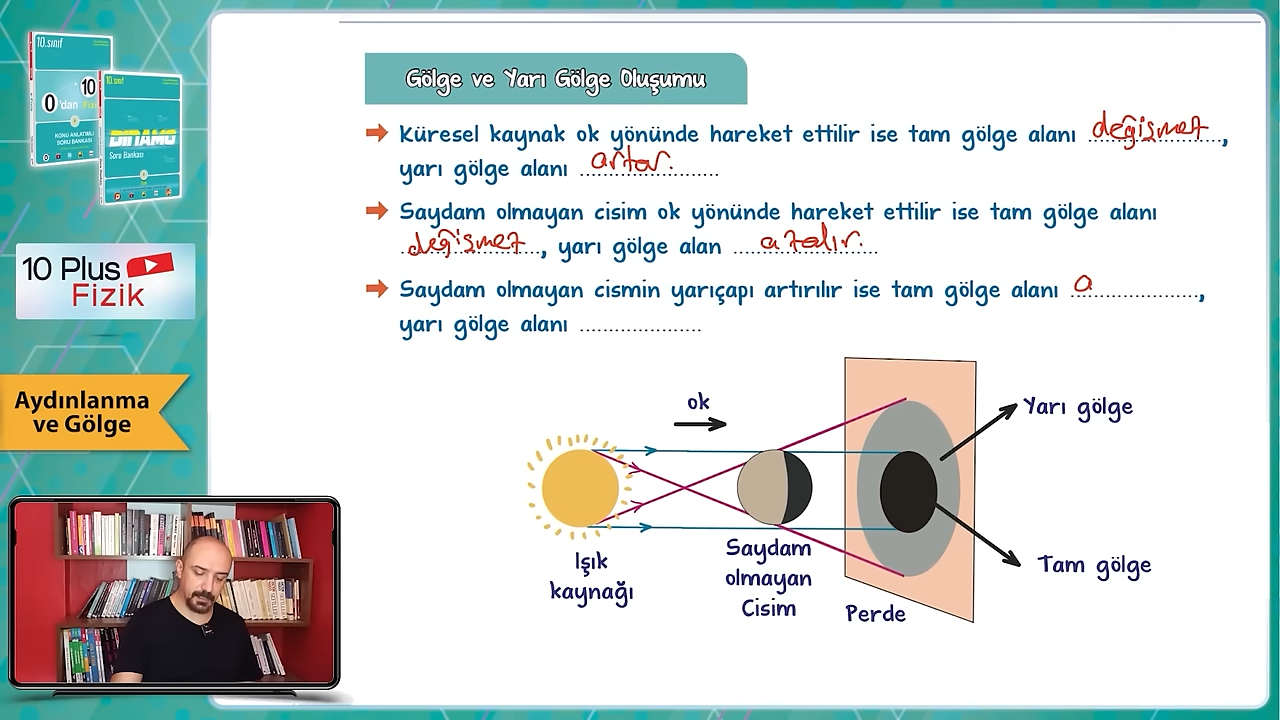 10.sınıf
0'dan 10
Fizik
KONU ANLATIMLI
SORU BANKASI
10.sınıf
DINAMO
Soru Bankası
10 Plus
Fizik
Aydınlanma
ve Gölge
Gölge ve Yarı Gölge Oluşumu
Küresel kaynak ok yönünde hareket ettilir ise tam gölge alanı değişmez,
yarı gölge alanı artar.
Saydam olmayan cisim ok yönünde hareket ettilir ise tam gölge alanı
değişmez, yarı gölge alan azalır.
Saydam olmayan cismin yarıçapı artırılır ise tam gölge alanı a..................,
yarı gölge alanı .....................
ok
Yarı gölge
Işık
kaynağı
Saydam
olmayan
Cisim
Perde
Tam gölge